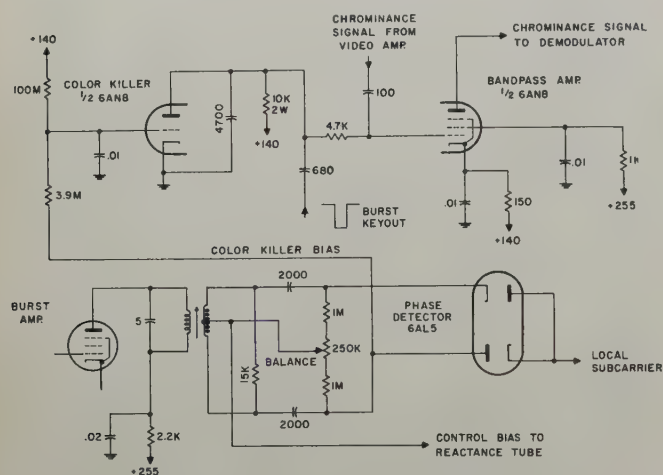 +140
100M
COLOR KILLER
1/2 6AN8
.01
3.9M
4700
10K
2W
+140
4.7K
680
BURST
KEYOUT
CHROMINANCE
SIGNAL FROM
VIDEO AMP.
100
CHROMINANCE SIGNAL
TO DEMODULATOR
BANDPASS AMP.
1/2 6AN8
.01
150
+140
.01
1K
+255
COLOR KILLER BIAS
BURST
AMP.
5
.02
2.2K
+255
15K
2000
2000
BALANCE
1M
250K
1M
PHASE
DETECTOR
6AL5
LOCAL
SUBCARRIER
CONTROL BIAS TO
REACTANCE TUBE